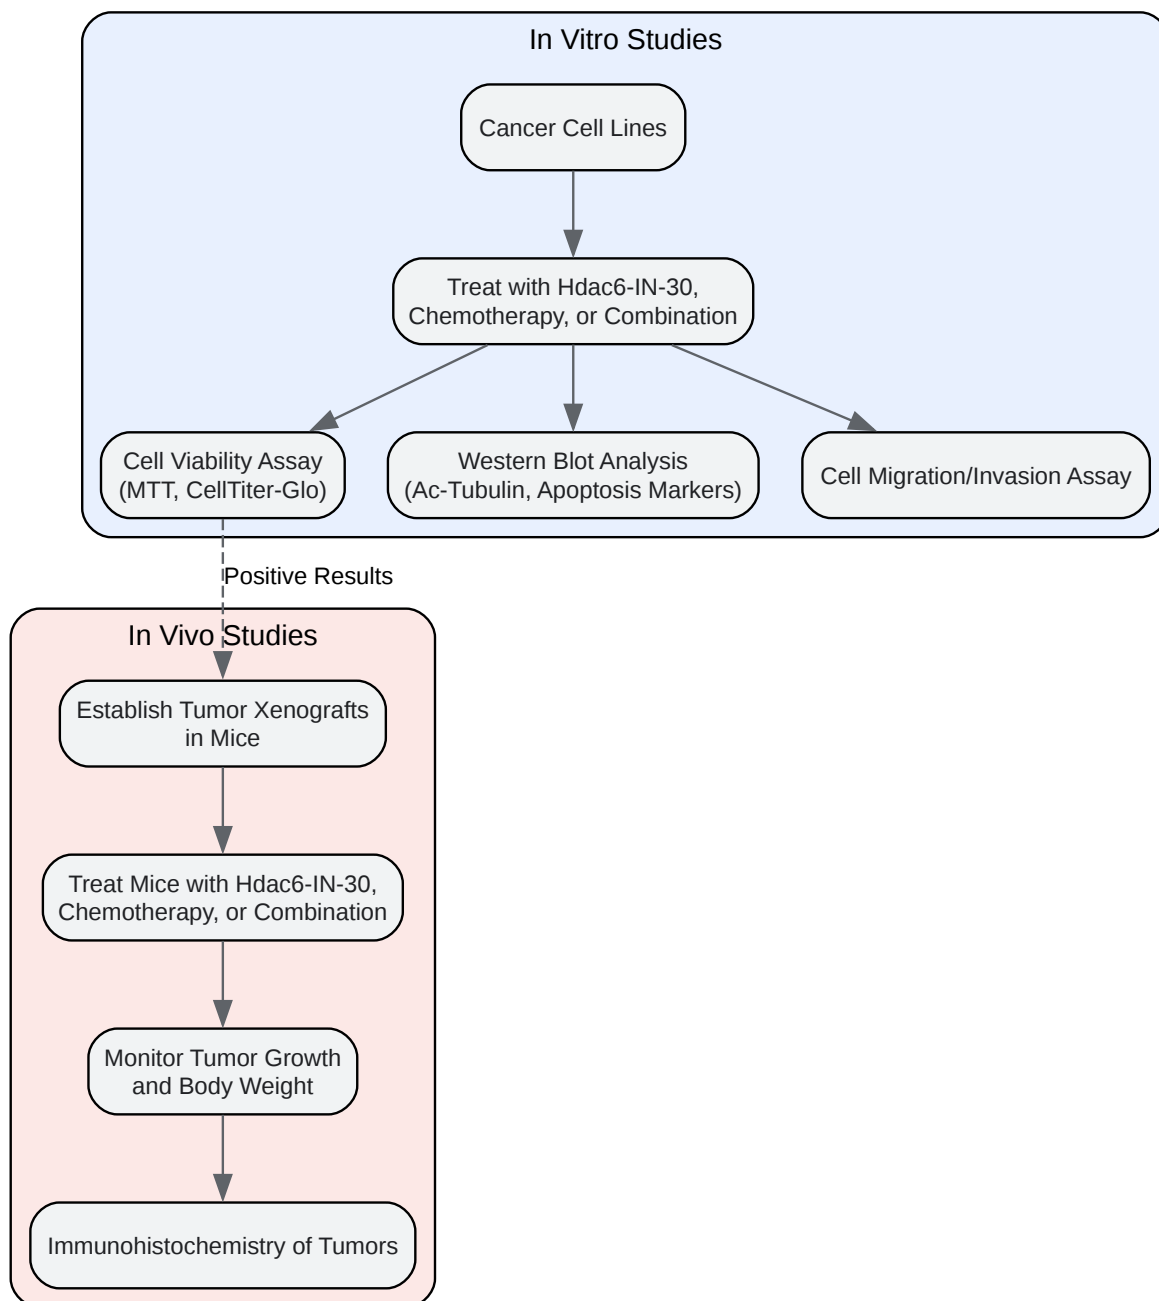 In Vitro Studies
Cancer Cell Lines
Treat with Hdac6-IN-30,
Chemotherapy, or Combination
Cell Viability Assay
(MTT, CellTiter-Glo)
Western Blot Analysis
(Ac-Tubulin, Apoptosis Markers)
Cell Migration/Invasion Assay
Positive Results
In Vivo Studies
Establish Tumor Xenografts
in Mice
Treat Mice with Hdac6-IN-30,
Chemotherapy, or Combination
Monitor Tumor Growth
and Body Weight
Immunohistochemistry of Tumors